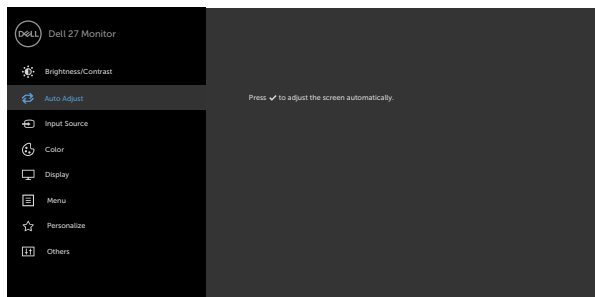 DELL
Dell 27 Monitor
Brightness/Contrast
Auto Adjust
Press ✓ to adjust the screen automatically.
Input Source
Color
Display
Menu
Personalize
Others